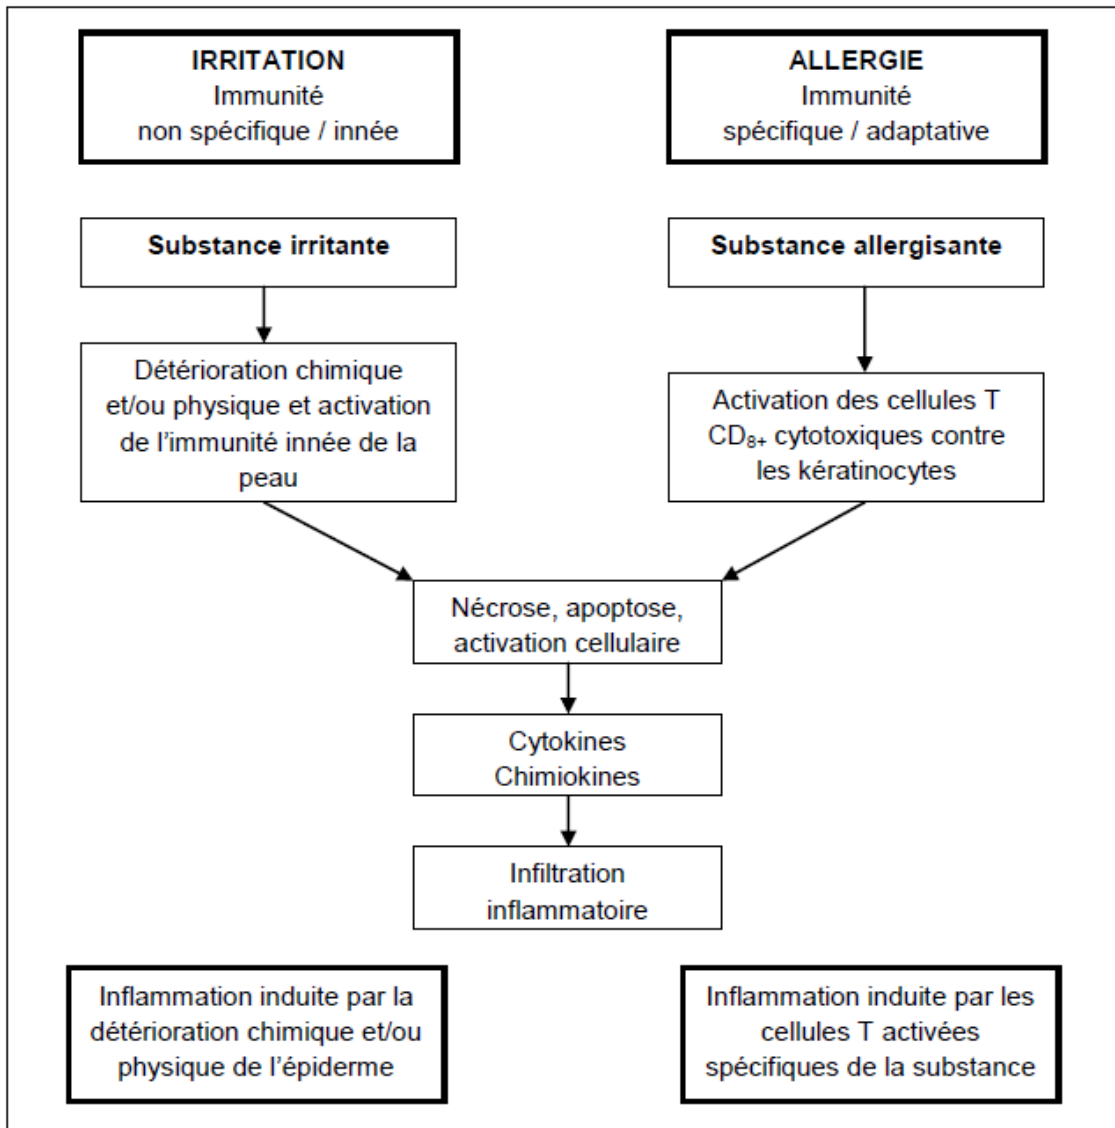 IRRITATION
Immunité
non spécifique / innée
ALLERGIE
Immunité
spécifique / adaptative
Substance irritante
Substance allergisante
Détérioration chimique
et/ou physique et activation
de l'immunité innée de la
peau
Activation des cellules T
CD₈₊ cytotoxiques contre
les kératinocytes
Nécrose, apoptose,
activation cellulaire
Cytokines
Chimiokines
Infiltration
inflammatoire
Inflammation induite par la
détérioration chimique et/ou
physique de l'épiderme
Inflammation induite par les
cellules T activées
spécifiques de la substance